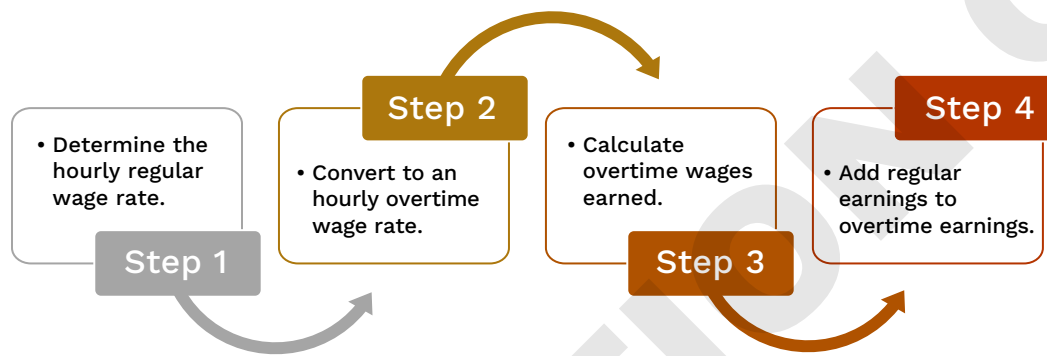 • Determine the
hourly regular
wage rate.
Step 1
Step 2
• Convert to an
hourly overtime
wage rate.
• Calculate
overtime wages
earned.
Step 3
Step 4
• Add regular
earnings to
overtime earnings.